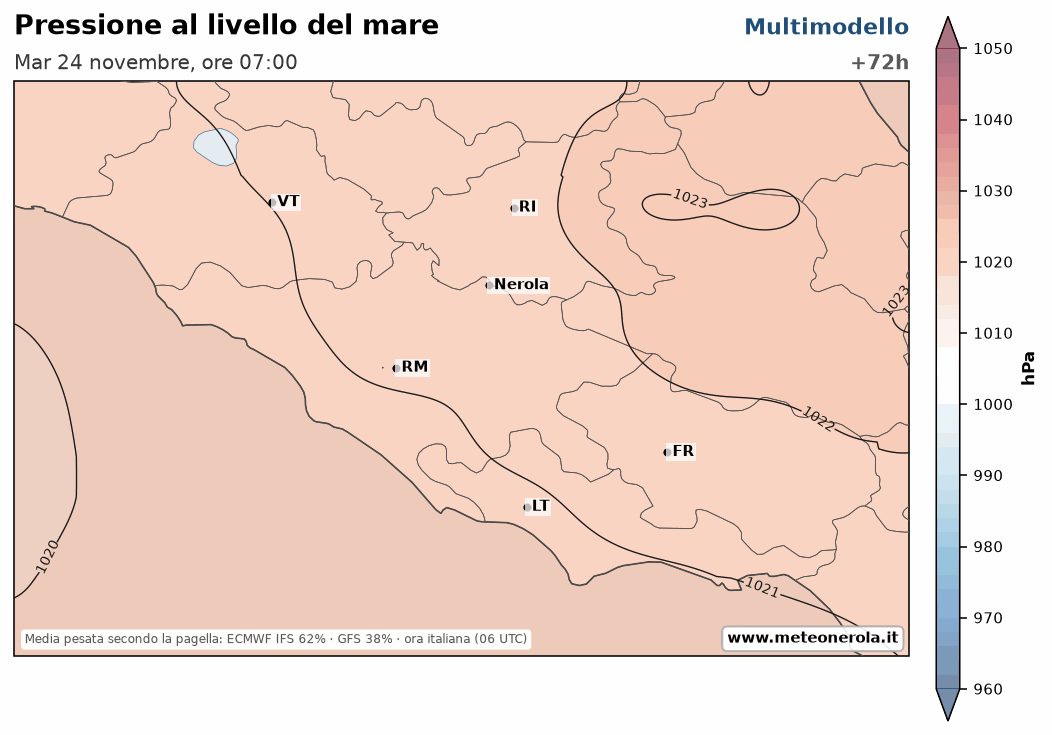 Pressione al livello del mare
Multimodello
Mar 24 novembre, ore 07:00
+72h
1050
1040
1030
1020
1010
1000
990
980
970
960
hPa
VT
RI
1023
Nerola
1023
RM
1022
FR
LT
1020
1021
Media pesata secondo la pagella: ECMWF IFS 62% · GFS 38% · ora italiana (06 UTC)
www.meteonerola.it